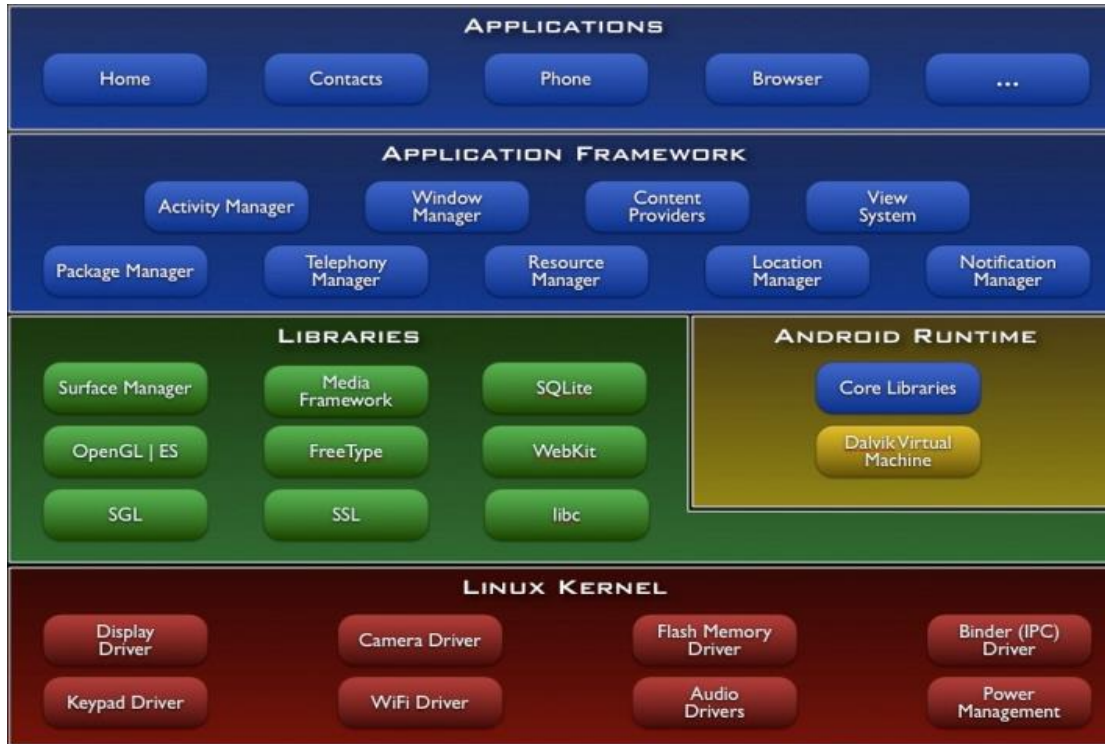 APPLICATIONS
Home Contacts Phone Browser ...
APPLICATION FRAMEWORK
Activity Manager
Window
Manager
Content
Providers
View
System
Package Manager
Telephony
Manager
Resource
Manager
Location
Manager
Notification
Manager
LIBRARIES
Surface Manager
Media
Framework
SQLite
OpenGL | ES
FreeType
WebKit
SGL
SSL
libc
ANDROID RUNTIME
Core Libraries
Dalvik Virtual
Machine
LINUX KERNEL
Display
Driver
Camera Driver
Flash Memory
Driver
Binder (IPC)
Driver
Keypad Driver
WiFi Driver
Audio
Drivers
Power
Management